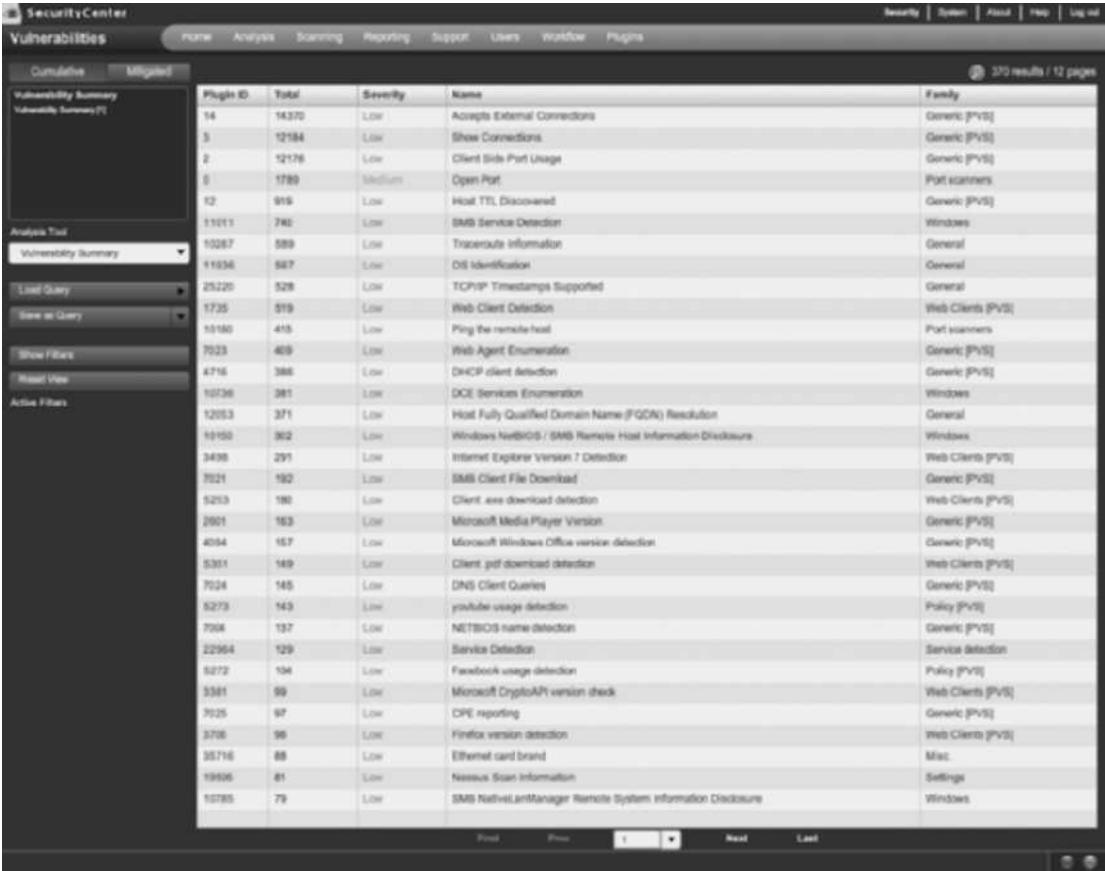 SecurityCenter
Security | System | About | Help | Log out
Vulnerabilities
Home Analysis Scanning Reporting Support Users Workflow Plugins
Cumulative Mitigated
370 results / 12 pages
Vulnerability Summary
Vulnerability Summary [1]
Analysis Tool
Vulnerability Summary
Load Query
Save as Query
Show Filters
Reset View
Active Filters
Plugin ID Total Severity Name Family
14 14370 Low Accepts External Connections Generic [PVS]
3 12184 Low Show Connections Generic [PVS]
2 12176 Low Client Side Port Usage Generic [PVS]
0 1789 Medium Open Port Port scanners
12 919 Low Host TTL Discovered Generic [PVS]
11011 740 Low SMB Service Detection Windows
10287 589 Low Traceroute Information General
11936 567 Low OS Identification General
25220 528 Low TCP/IP Timestamps Supported General
1735 519 Low Web Client Detection Web Clients [PVS]
10180 415 Low Ping the remote host Port scanners
7023 409 Low Web Agent Enumeration Generic [PVS]
4716 386 Low DHCP client detection Generic [PVS]
10736 381 Low DCE Services Enumeration Windows
12053 371 Low Host Fully Qualified Domain Name (FQDN) Resolution General
10150 302 Low Windows NetBIOS / SMB Remote Host Information Disclosure Windows
3498 291 Low Internet Explorer Version 7 Detection Web Clients [PVS]
7021 192 Low SMB Client File Download Generic [PVS]
5253 180 Low Client .exe download detection Web Clients [PVS]
163 Low Microsoft Media Player Version Generic [PVS]
157 Low Microsoft Windows Office version detection Generic [PVS]
149 Low Client .pdf download detection Web Clients [PVS]
7024 145 Low DNS Client Queries Generic [PVS]
5273 143 Low youtube usage detection Policy [PVS]
137 Low NETBIOS name detection Generic [PVS]
22964 129 Low Service Detection Service detection
5272 104 Low Facebook usage detection Policy [PVS]
99 Low Microsoft CryptoAPI version check Web Clients [PVS]
7025 97 Low CPE reporting Generic [PVS]
98 Low Firefox version detection Web Clients [PVS]
35716 88 Low Ethernet card brand Misc.
19506 81 Low Nessus Scan Information Settings
10785 79 Low SMB NativeLanManager Remote System Information Disclosure Windows
First Prev 1 Next Last